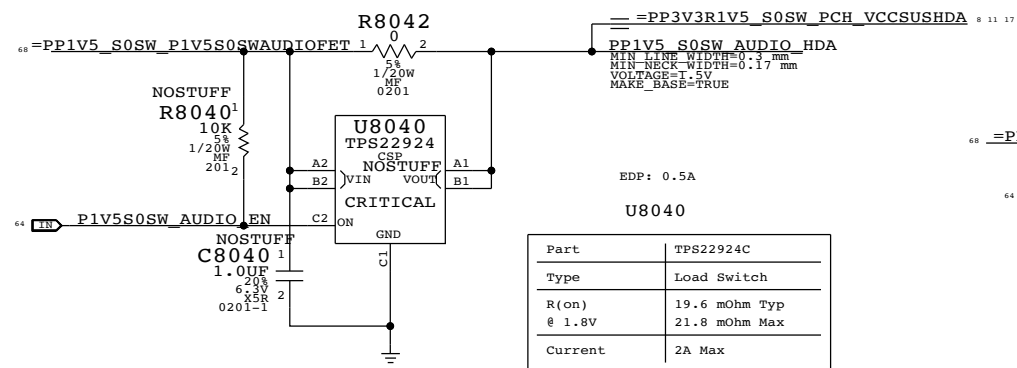 =PP3V3R1V5_S0SW_PCH_VCCSUSHDA 8 11 17
R8042
0
68 =PP1V5_S0SW_P1V5S0SWAUDIOFET 1 2
5%
1/20W
MF
0201
PP1V5_S0SW_AUDIO_HDA
MIN_LINE_WIDTH=0.3 mm
MIN_NECK_WIDTH=0.17 mm
VOLTAGE=1.5V
MAKE_BASE=TRUE
NOSTUFF
R8040 1
10K
5%
1/20W
MF
201 2
U8040
TPS22924
CSP
NOSTUFF
A2 VIN VOUT A1
B2 B1
CRITICAL
C2 ON
GND
C1
64 IN P1V5S0SW_AUDIO_EN
NOSTUFF
C8040 1
1.0UF
20%
6.3V
X5R 2
0201-1
EDP: 0.5A
68
64
U8040
Part TPS22924C
Type Load Switch
R(on) 19.6 mOhm Typ
@ 1.8V 21.8 mOhm Max
Current 2A Max